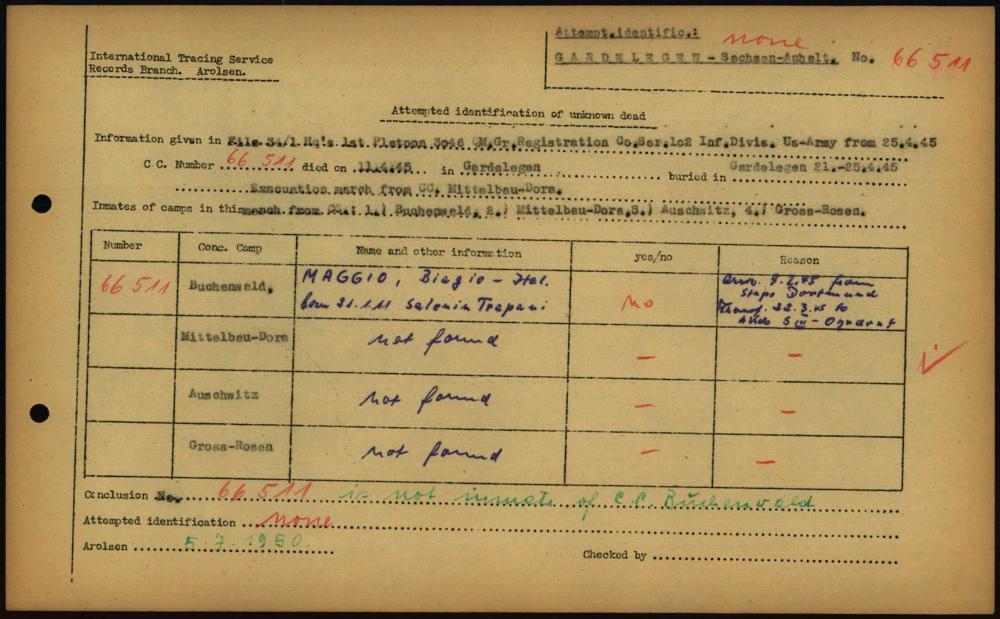 Attempt.identific.: none
GARDELEGEN - Sachsen-Anhalt. No. 66 511
International Tracing Service
Records Branch. Arolsen.
Attempted identification of unknown dead
Information given in File 34/1 Hq's 1st Pletoon 3046 QM.Gr.Registration Co.Ser.102 Inf.Divis. Us-Army from 25.4.45
C C. Number 66 511 died on 11.4.45 in Gardelegen buried in Gardelegen 21.-25.4.45
Evacuation march from CC. Mittelbau-Dora.
Inmates of camps in this march from CC.: 1.) Buchenwald, 2.) Mittelbau-Dora, 3.) Auschwitz, 4.) Gross-Rosen.
Number Conc. Camp Name and other information yes/no Reason
66 511 Buchenwald, MAGGIO, Biagio - Ital. born 21.1.11 Trapani no arriv. 9.2.45 from Stapo Dortmund Transf. 22.3.45 to Akdo S III - Ohrdruf
Mittelbau-Dora not found - -
Auschwitz not found - -
Gross-Rosen not found - -
Conclusion No. 66 511 is not inmate of C.C. Buchenwald
Attempted identification none
Arolsen 5.7.1950.
Checked by